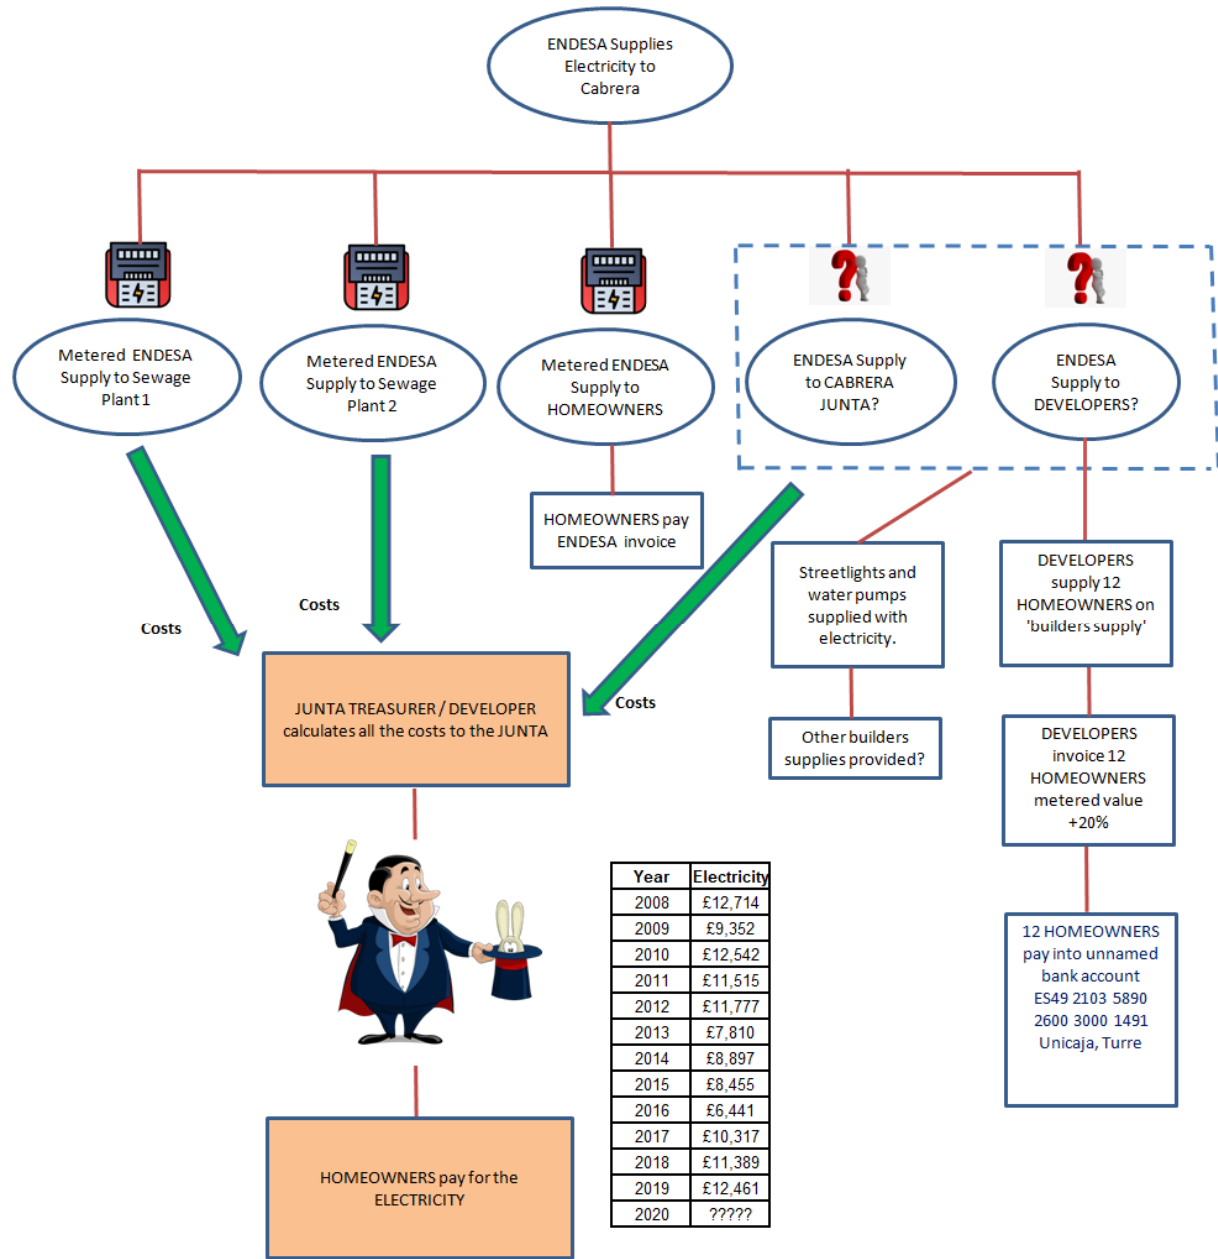 ENDESA Supplies
Electricity to
Cabrera
Metered ENDESA
Supply to Sewage
Plant 1
Metered ENDESA
Supply to Sewage
Plant 2
Metered ENDESA
Supply to
HOMEOWNERS
ENDESA Supply
to CABRERA
JUNTA?
ENDESA
Supply to
DEVELOPERS?
HOMEOWNERS pay
ENDESA invoice
Streetlights and
water pumps
supplied with
electricity.
DEVELOPERS
supply 12
HOMEOWNERS on
'builders supply'
Costs
Costs
Costs
JUNTA TREASURER / DEVELOPER
calculates all the costs to the JUNTA
Other builders
supplies provided?
DEVELOPERS
invoice 12
HOMEOWNERS
metered value
+20%
Year Electricity
2008 £12,714
2009 £9,352
2010 £12,542
2011 £11,515
2012 £11,777
2013 £7,810
2014 £8,897
2015 £8,455
2016 £6,441
2017 £10,317
2018 £11,389
2019 £12,461
2020 ?????
12 HOMEOWNERS
pay into unnamed
bank account
ES49 2103 5890
2600 3000 1491
Unicaja, Turre
HOMEOWNERS pay for the
ELECTRICITY